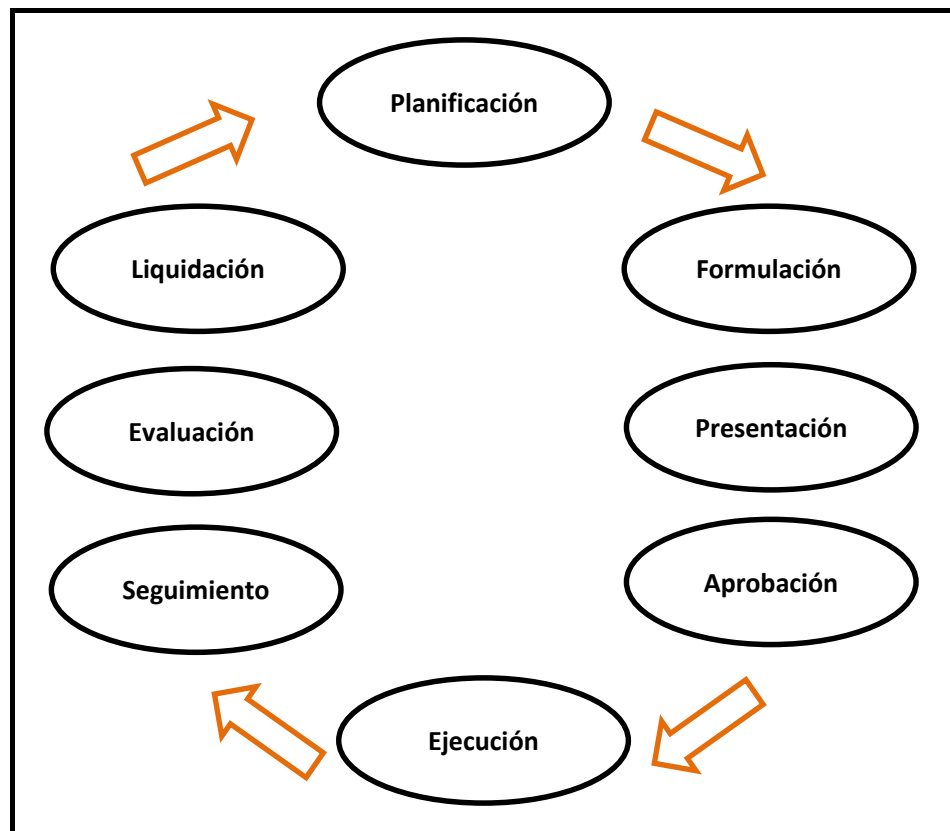 Planificación
Liquidación
Formulación
Evaluación
Presentación
Seguimiento
Aprobación
Ejecución